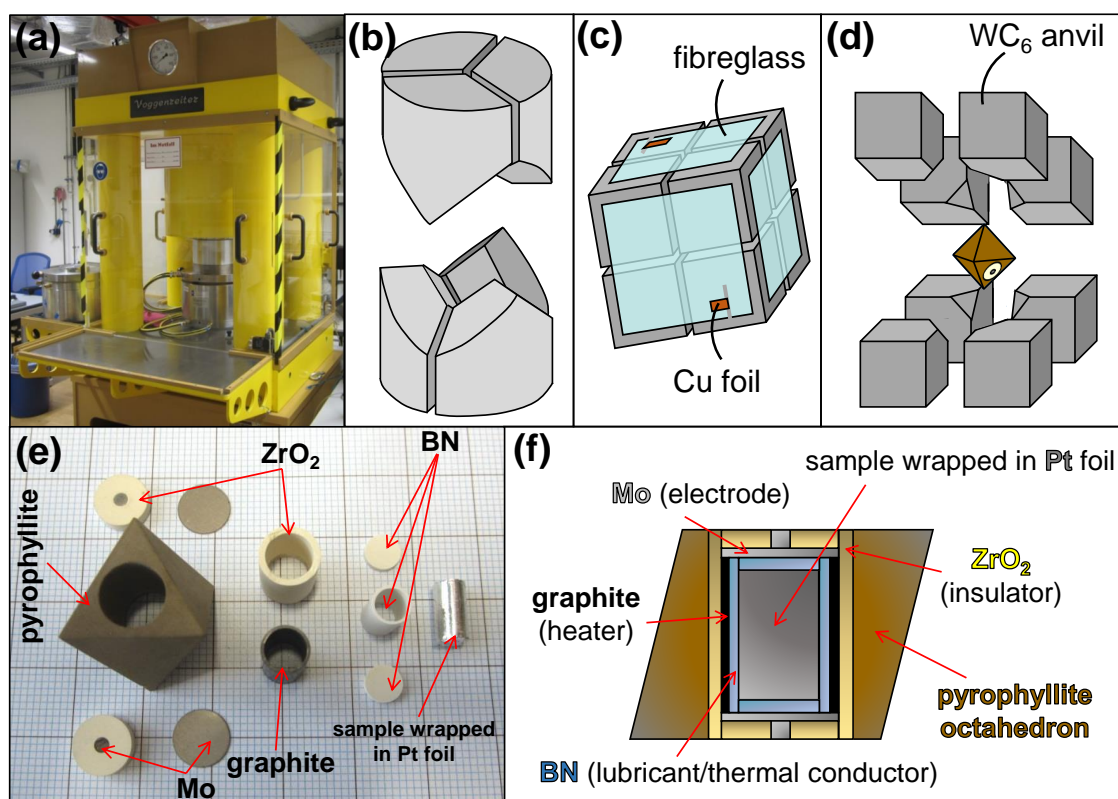 (a)
Voggenreiter
(b)
(c)
fibreglass
Cu foil
(d)
WC6 anvil
(e)
ZrO2
BN
pyrophyllite
graphite
Mo
sample wrapped
in Pt foil
(f)
sample wrapped in Pt foil
Mo (electrode)
ZrO2
(insulator)
graphite
(heater)
pyrophyllite
octahedron
BN (lubricant/thermal conductor)